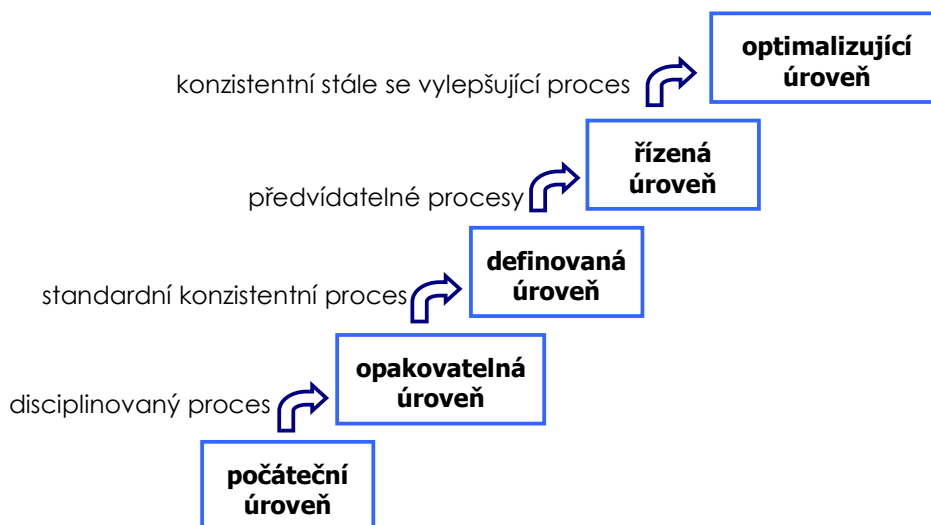 optimalizující
úroveň
konzistentní stále se vylepšující proces
řízená
úroveň
předvídatelné procesy
definovaná
úroveň
standardní konzistentní proces
opakovatelná
úroveň
disciplinovaný proces
počáteční
úroveň